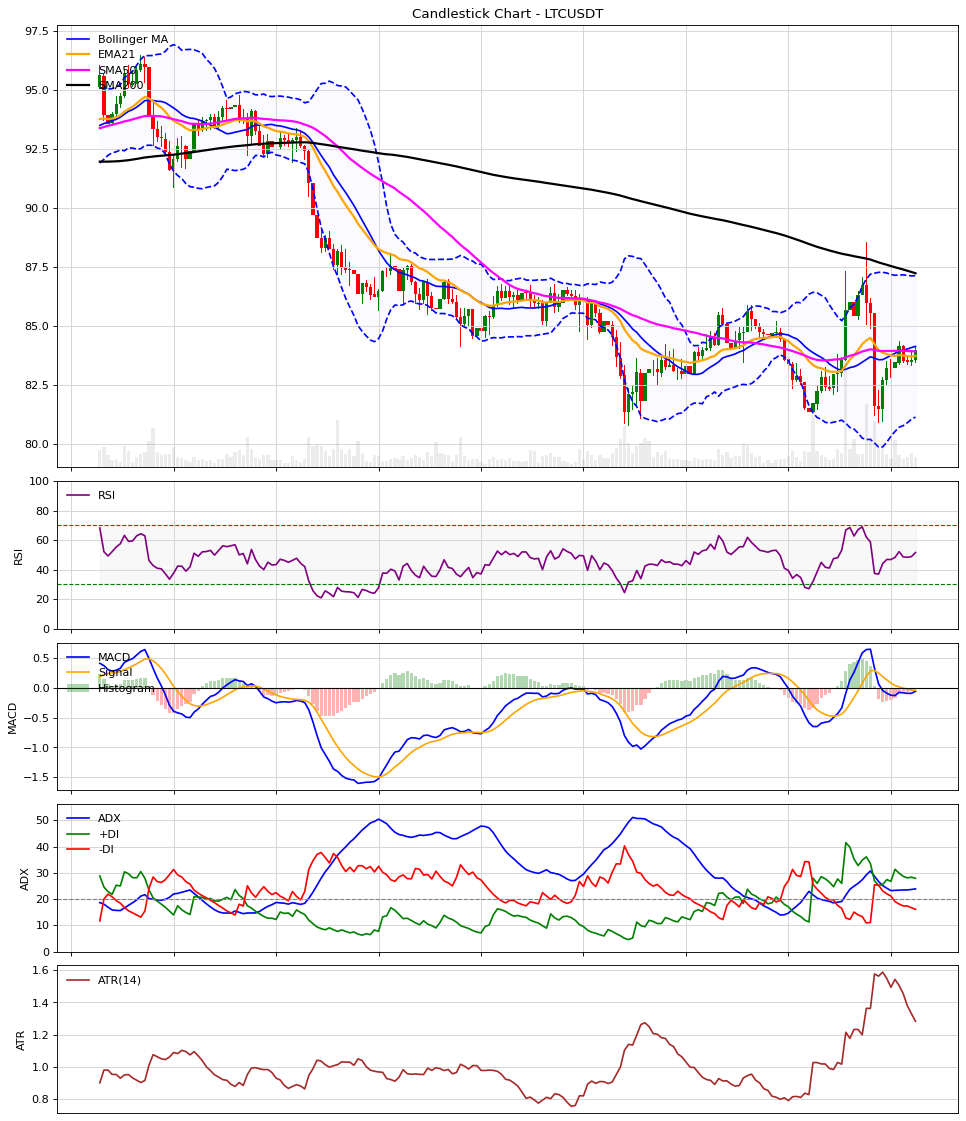 Candlestick Chart - LTCUSDT
97.5
95.0
92.5
90.0
87.5
85.0
82.5
80.0
Bollinger MA
EMA21
SMA50
SMA200
100
80
60
40
20
0
RSI
RSI
0.5
0.0
−0.5
−1.0
−1.5
MACD
MACD
Signal
Histogram
50
40
30
20
10
0
ADX
ADX
+DI
-DI
1.6
1.4
1.2
1.0
0.8
ATR
ATR(14)